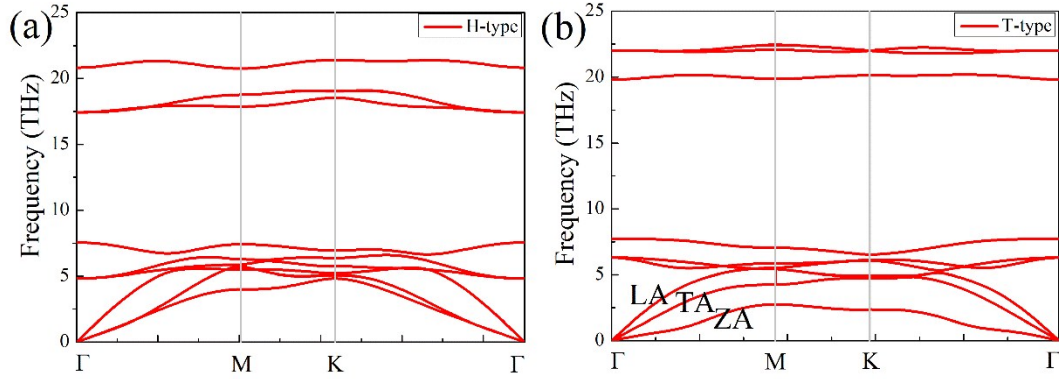 (a)
H-type
Frequency (THz)
25
20
15
10
5
0
Γ
M
K
Γ
(b)
T-type
Frequency (THz)
25
20
15
10
5
0
LA
TA
ZA
Γ
M
K
Γ